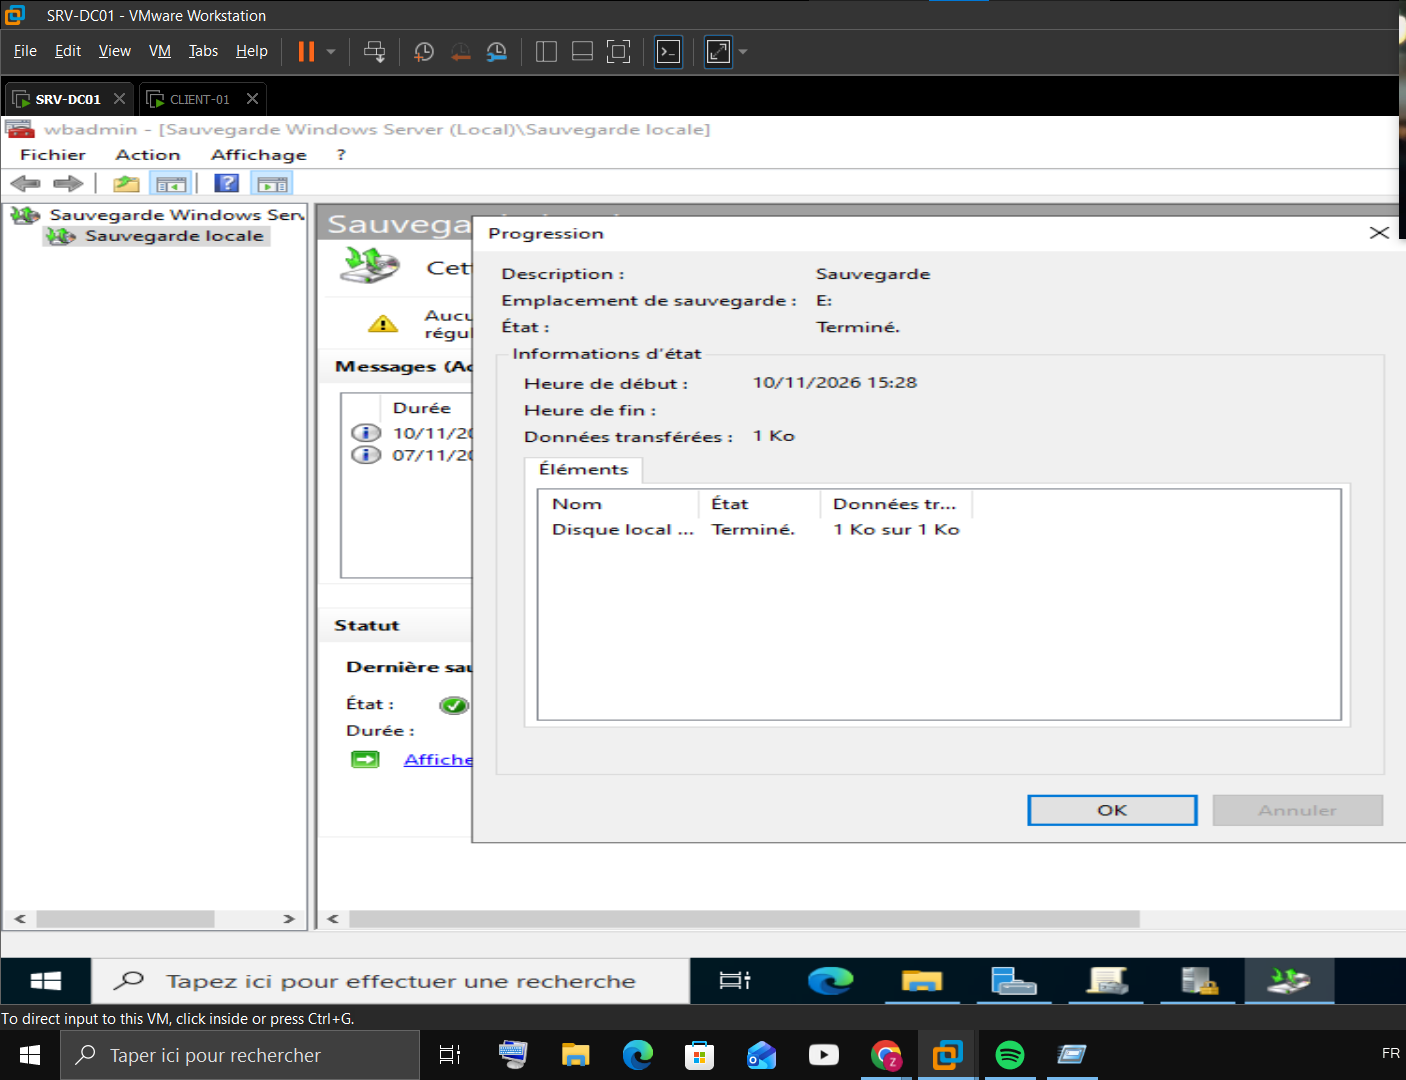 SRV-DC01 - VMware Workstation
File Edit View VM Tabs Help
SRV-DC01 CLIENT-01
wbadmin - [Sauvegarde Windows Server (Local)\Sauvegarde locale]
Fichier Action Affichage ?
Sauvegarde Windows Ser
Sauvegarde locale
Sauvega
Cet
Aucu
régul
Messages (Ac
Durée
10/11/20
07/11/20
Statut
Dernière sau
État :
Durée :
Affiche
Progression
Description : Sauvegarde
Emplacement de sauvegarde : E:
État : Terminé.
Informations d'état
Heure de début : 10/11/2026 15:28
Heure de fin :
Données transférées : 1 Ko
Éléments
Nom État Données tr...
Disque local ... Terminé. 1 Ko sur 1 Ko
OK Annuler
Tapez ici pour effectuer une recherche
To direct input to this VM, click inside or press Ctrl+G.
Taper ici pour rechercher
FR